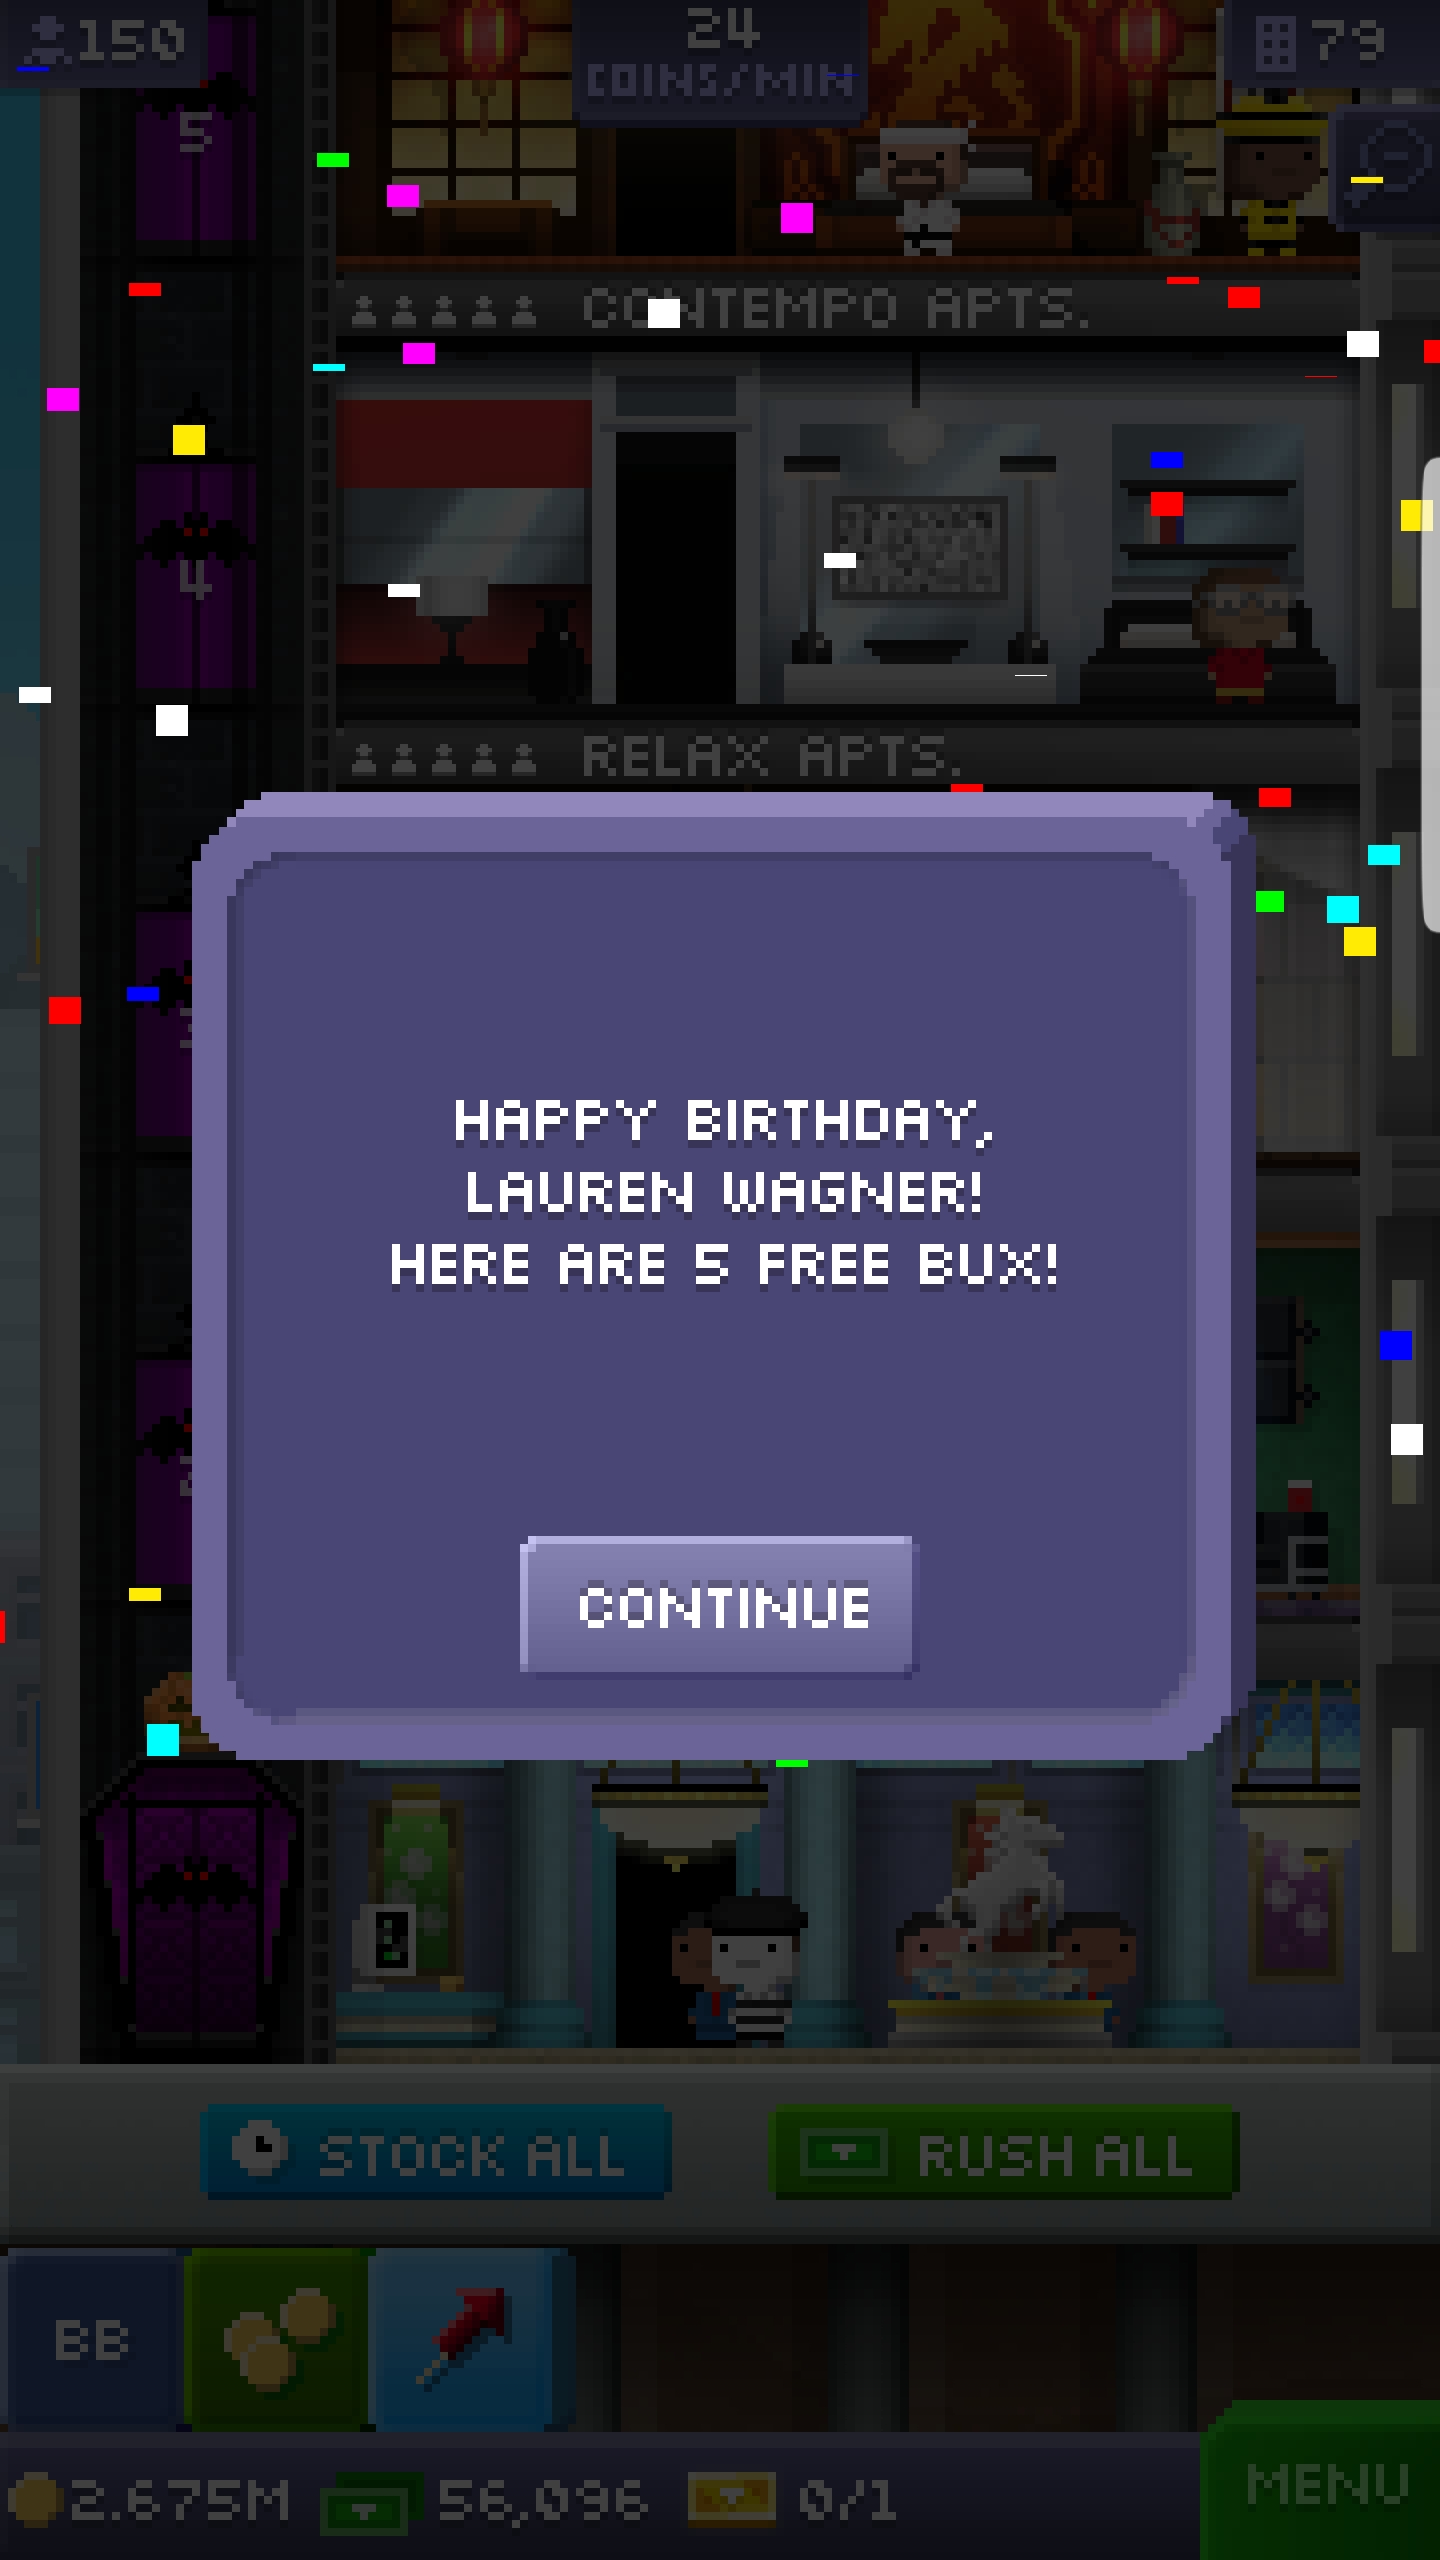 150
24
COINS/MIN
79
5
CONTEMPO APTS.
4
RELAX APTS.
HAPPY BIRTHDAY,
LAUREN WAGNER!
HERE ARE 5 FREE BUX!
CONTINUE
STOCK ALL
RUSH ALL
BB
2.675M
56,096
0/1
MENU